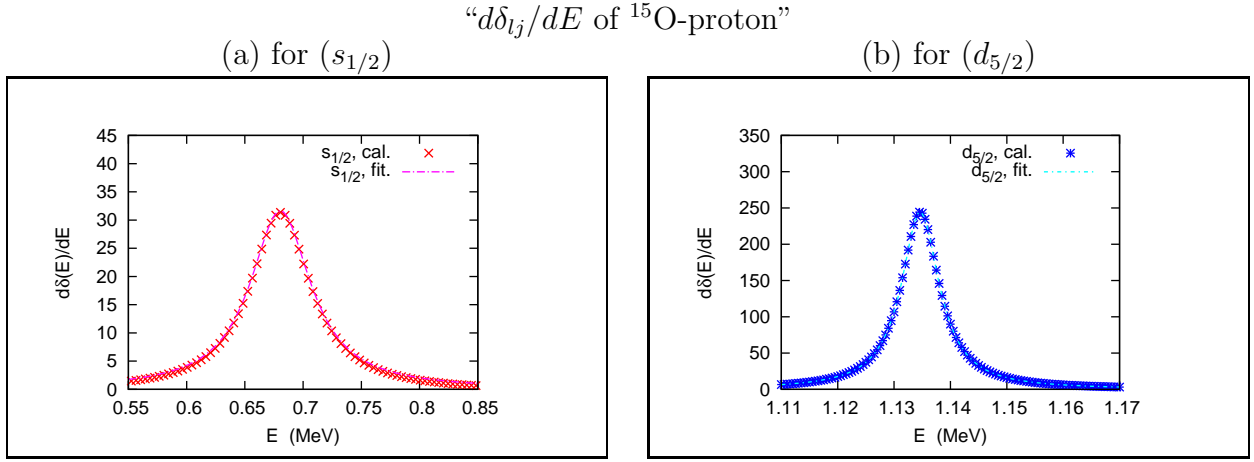 “dδ_{lj}/dE of ¹⁵O-proton”
(a) for (s_{1/2})
(b) for (d_{5/2})
45
40
35
30
25
20
15
10
5
0
dδ(E)/dE
s_{1/2}, cal.
s_{1/2}, fit.
0.55 0.6 0.65 0.7 0.75 0.8 0.85
E (MeV)
350
300
250
200
150
100
50
0
dδ(E)/dE
d_{5/2}, cal.
d_{5/2}, fit.
1.11 1.12 1.13 1.14 1.15 1.16 1.17
E (MeV)